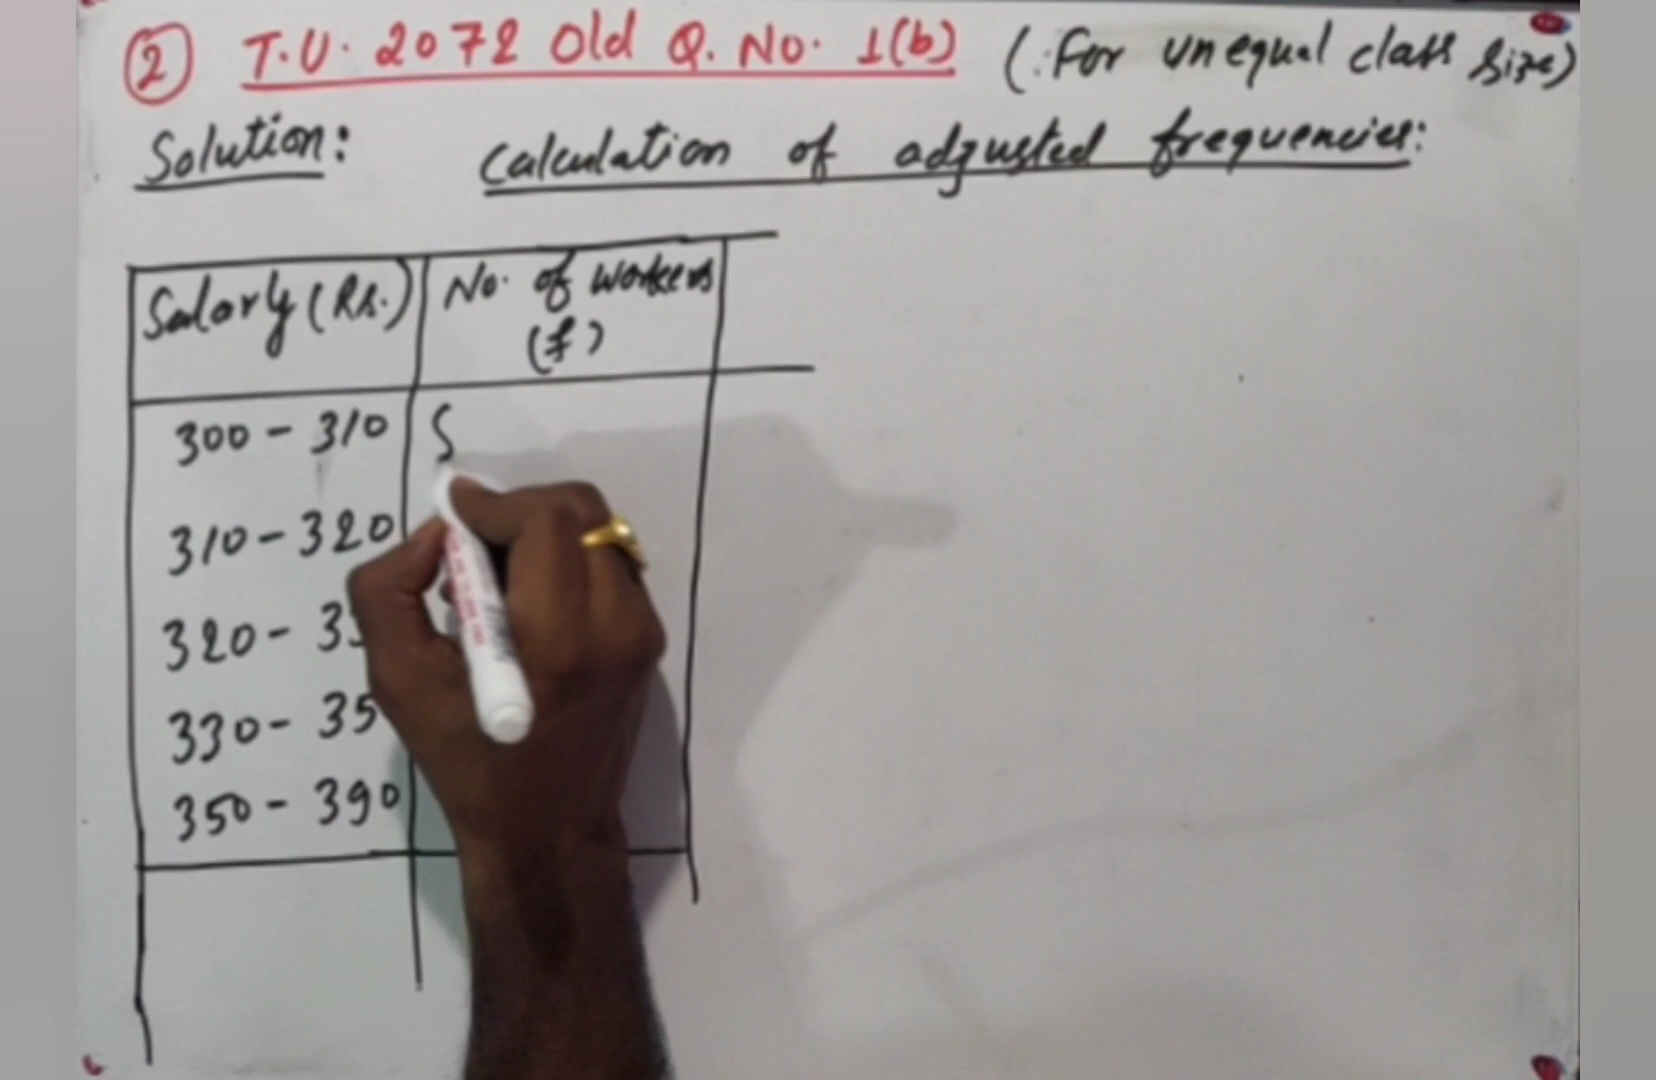 2 T.U. 2072 Old Q. No. 1(b) (: For unequal class size)
Solution: Calculation of adjusted frequencies:
Salary (Rs.) No. of workers
(f)
300 - 310 5
310 - 320
320 - 33
330 - 35
350 - 390